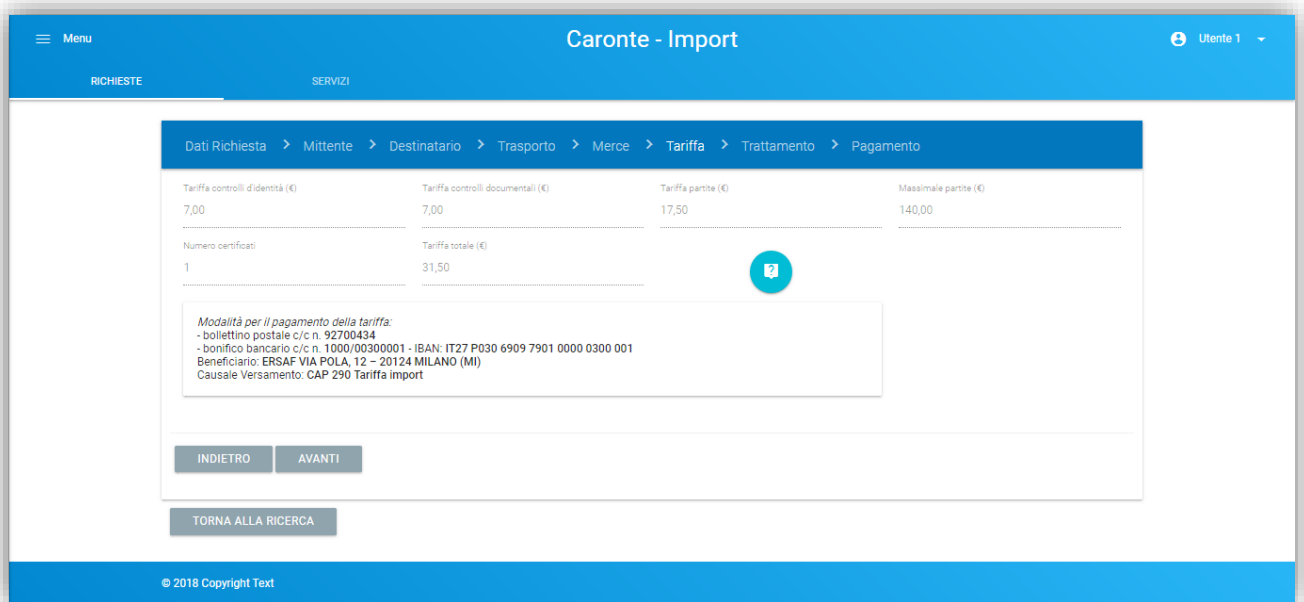 Menu
Caronte - Import
Utente 1
RICHIESTE
SERVIZI
Dati Richiesta > Mittente > Destinatario > Trasporto > Merce > Tariffa > Trattamento > Pagamento
Tariffa controlli d'identità (€)
7,00
Tariffa controlli documentali (€)
7,00
Tariffa partite (€)
17,50
Massimale partite (€)
140,00
Numero certificati
1
Tariffa totale (€)
31,50
?
Modalità per il pagamento della tariffa:
- bollettino postale c/c n. 92700434
- bonifico bancario c/c n. 1000/00300001 - IBAN: IT27 P030 6909 7901 0000 0300 001
Beneficiario: ERSAF VIA POLA, 12 – 20124 MILANO (MI)
Causale Versamento: CAP 290 Tariffa import
INDIETRO
AVANTI
TORNA ALLA RICERCA
© 2018 Copyright Text